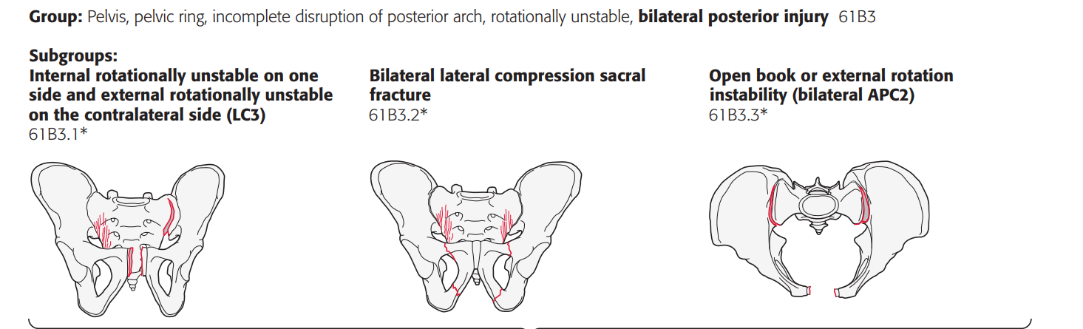 Group: Pelvis, pelvic ring, incomplete disruption of posterior arch, rotationally unstable, bilateral posterior injury 61B3
Subgroups:
Internal rotationally unstable on one
side and external rotationally unstable
on the contralateral side (LC3)
61B3.1*
Bilateral lateral compression sacral
fracture
61B3.2*
Open book or external rotation
instability (bilateral APC2)
61B3.3*